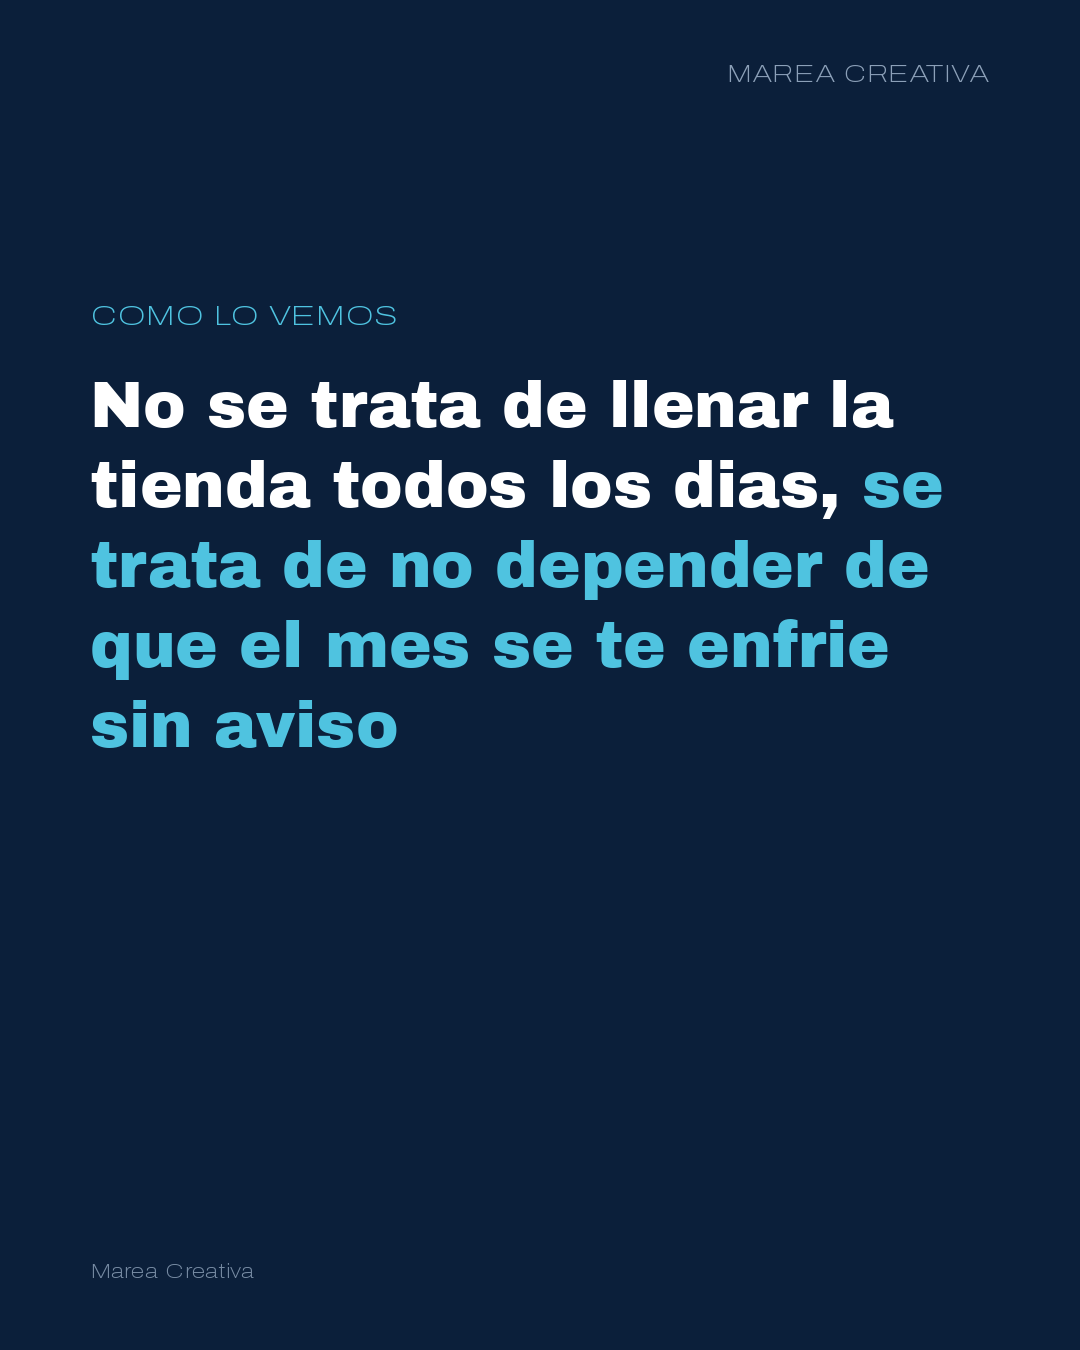 MAREA CREATIVA
COMO LO VEMOS
No se trata de llenar la
tienda todos los dias, se
trata de no depender de
que el mes se te enfrie
sin aviso
Marea Creativa